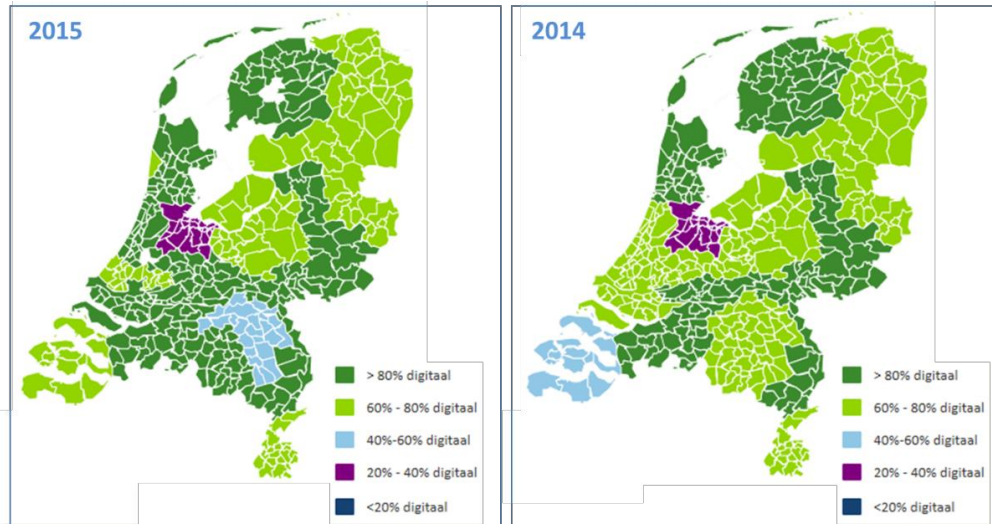 2015
> 80% digitaal
60% - 80% digitaal
40%-60% digitaal
20% - 40% digitaal
<20% digitaal
2014
> 80% digitaal
60% - 80% digitaal
40%-60% digitaal
20% - 40% digitaal
<20% digitaal